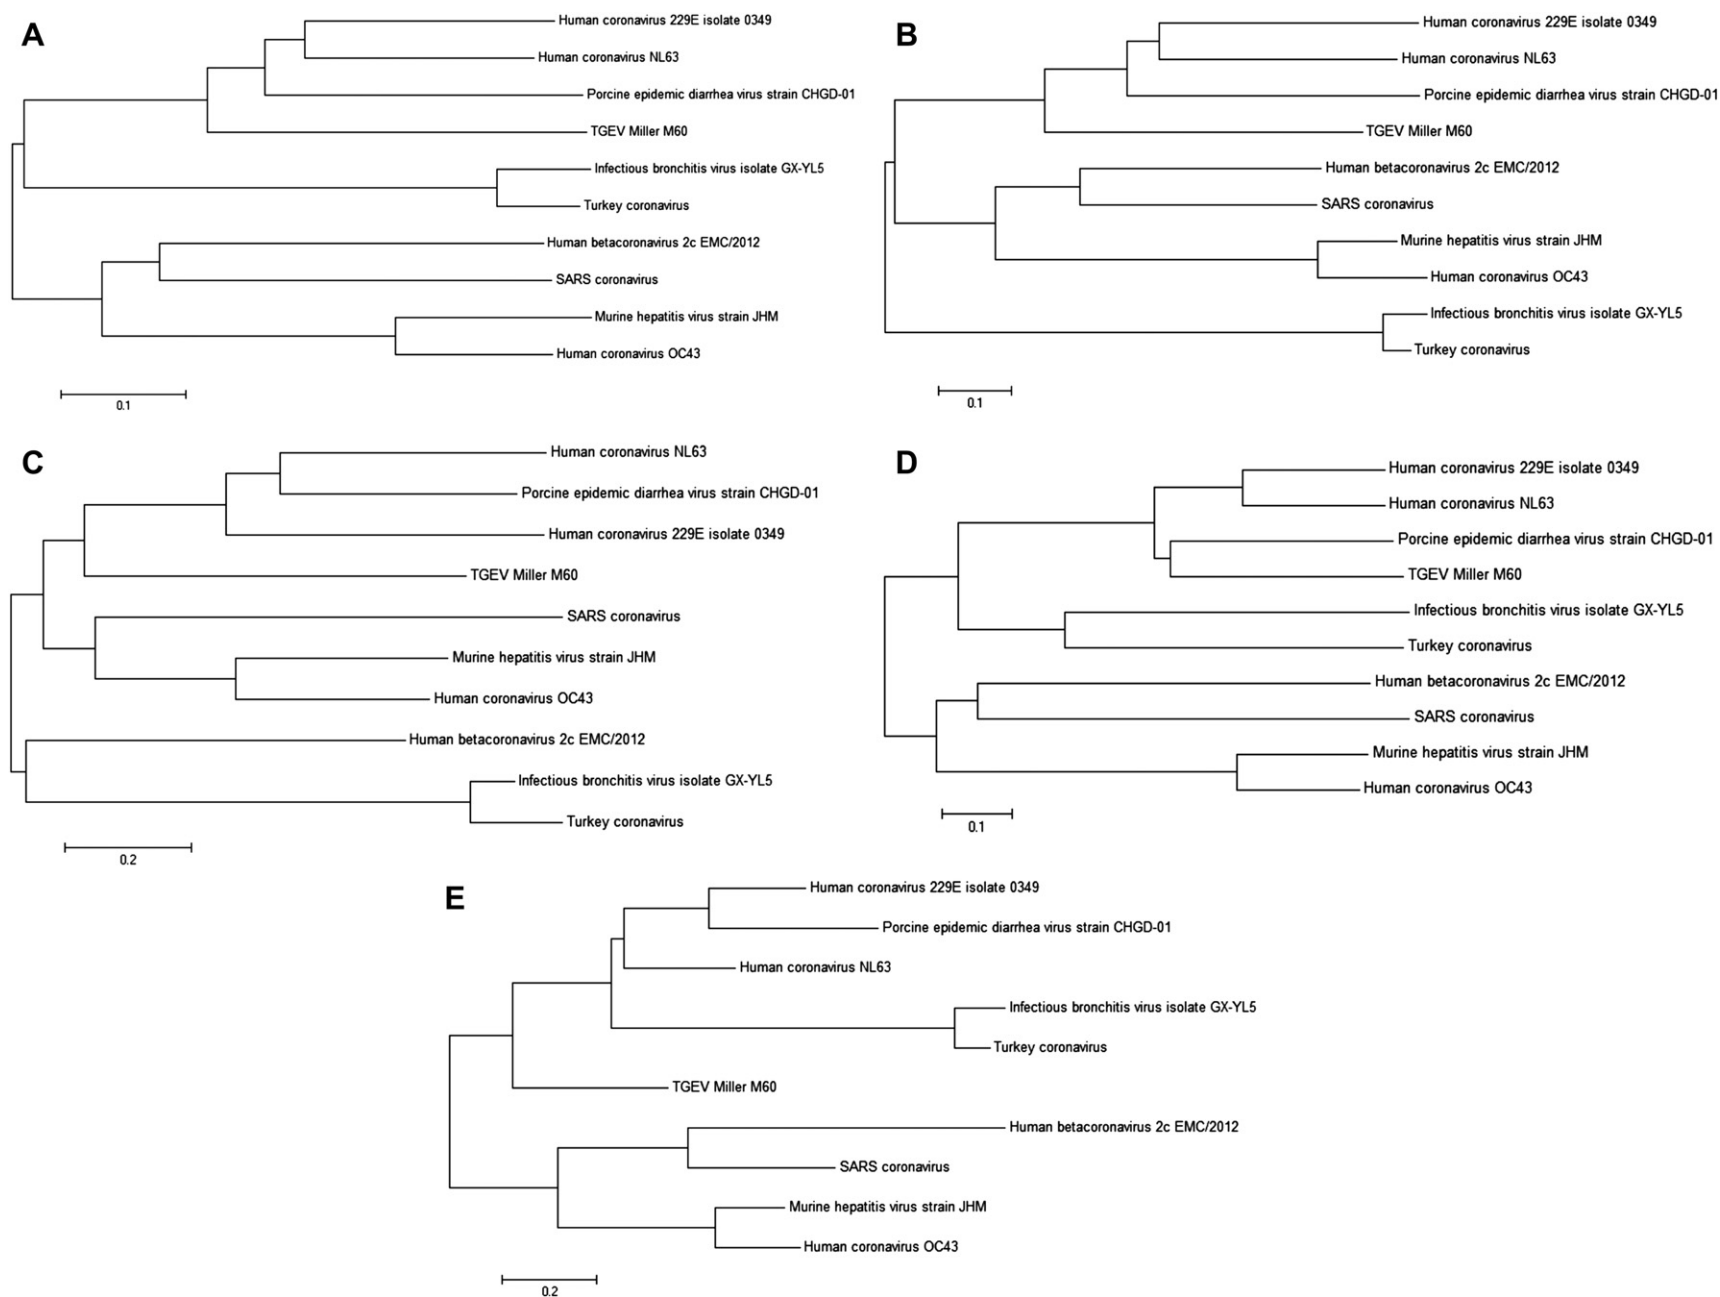 A
Human coronavirus 229E isolate 0349
Human coronavirus NL63
Porcine epidemic diarrhea virus strain CHGD-01
TGEV Miller M60
Infectious bronchitis virus isolate GX-YL5
Turkey coronavirus
Human betacoronavirus 2c EMC/2012
SARS coronavirus
Murine hepatitis virus strain JHM
Human coronavirus OC43
0.1
B
Human coronavirus 229E isolate 0349
Human coronavirus NL63
Porcine epidemic diarrhea virus strain CHGD-01
TGEV Miller M60
Human betacoronavirus 2c EMC/2012
SARS coronavirus
Murine hepatitis virus strain JHM
Human coronavirus OC43
Infectious bronchitis virus isolate GX-YL5
Turkey coronavirus
0.1
C
Human coronavirus NL63
Porcine epidemic diarrhea virus strain CHGD-01
Human coronavirus 229E isolate 0349
TGEV Miller M60
SARS coronavirus
Murine hepatitis virus strain JHM
Human coronavirus OC43
Human betacoronavirus 2c EMC/2012
Infectious bronchitis virus isolate GX-YL5
Turkey coronavirus
0.2
D
Human coronavirus 229E isolate 0349
Human coronavirus NL63
Porcine epidemic diarrhea virus strain CHGD-01
TGEV Miller M60
Infectious bronchitis virus isolate GX-YL5
Turkey coronavirus
Human betacoronavirus 2c EMC/2012
SARS coronavirus
Murine hepatitis virus strain JHM
Human coronavirus OC43
0.1
E
Human coronavirus 229E isolate 0349
Porcine epidemic diarrhea virus strain CHGD-01
Human coronavirus NL63
Infectious bronchitis virus isolate GX-YL5
Turkey coronavirus
TGEV Miller M60
Human betacoronavirus 2c EMC/2012
SARS coronavirus
Murine hepatitis virus strain JHM
Human coronavirus OC43
0.2